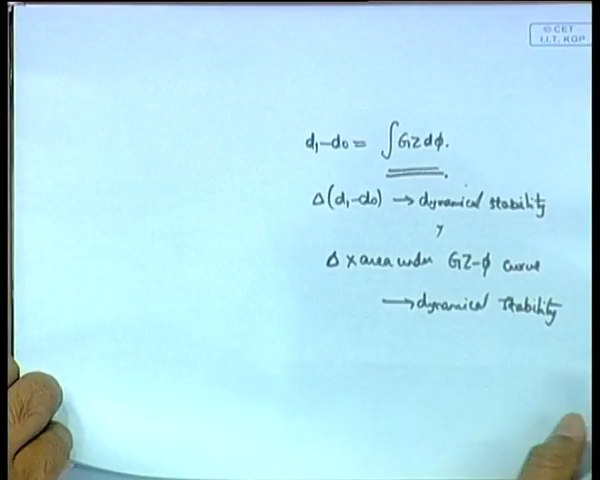 © CET
I.I.T. KGP
d₁-d₀ = ∫GZdφ.
Δ(d₁-d₀) → dynamical stability
Δ x area under GZ-φ curve
→ dynamical stability